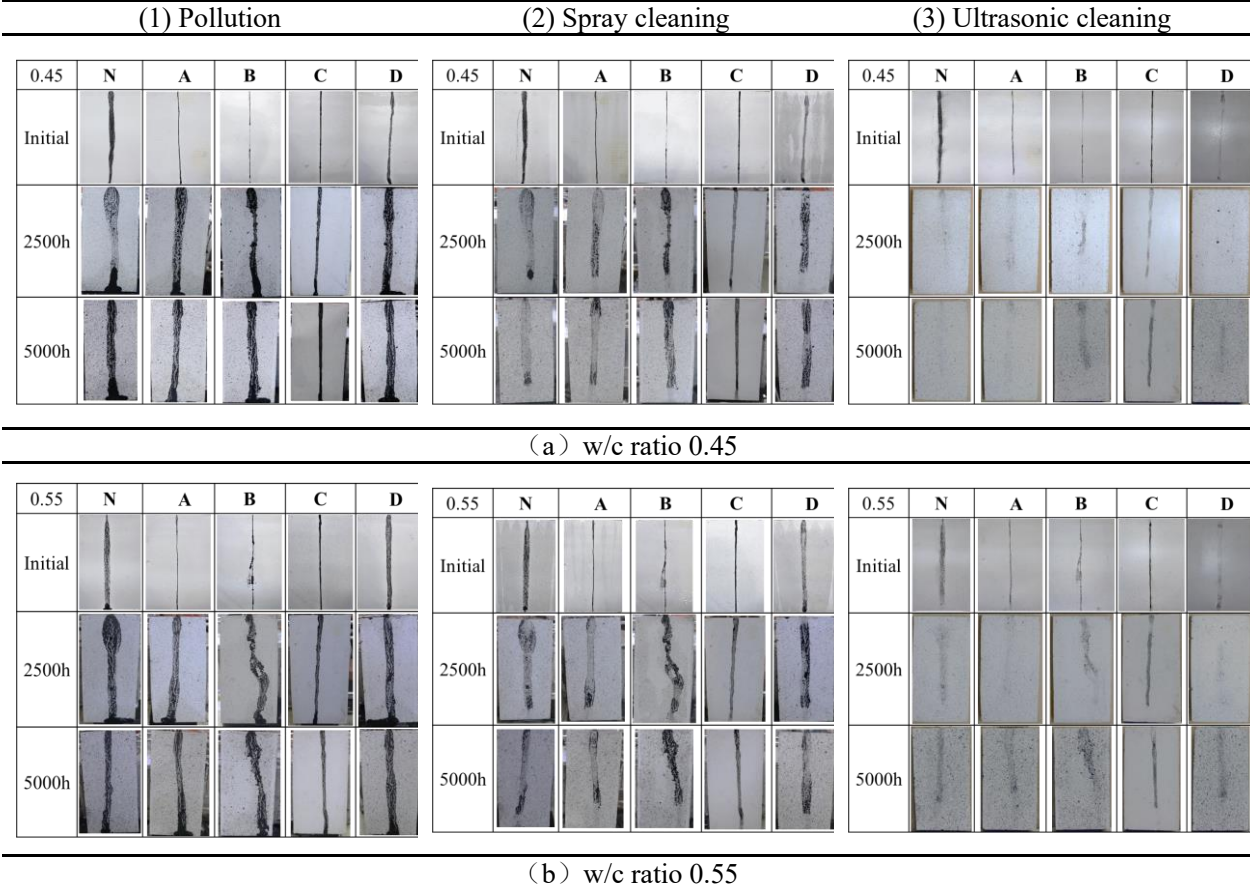 (1) Pollution (2) Spray cleaning (3) Ultrasonic cleaning
0.45 N A B C D 0.45 N A B C D 0.45 N A B C D
Initial Initial Initial
2500h 2500h 2500h
5000h 5000h 5000h
（a）w/c ratio 0.45
0.55 N A B C D 0.55 N A B C D 0.55 N A B C D
Initial Initial Initial
2500h 2500h 2500h
5000h 5000h 5000h
（b）w/c ratio 0.55